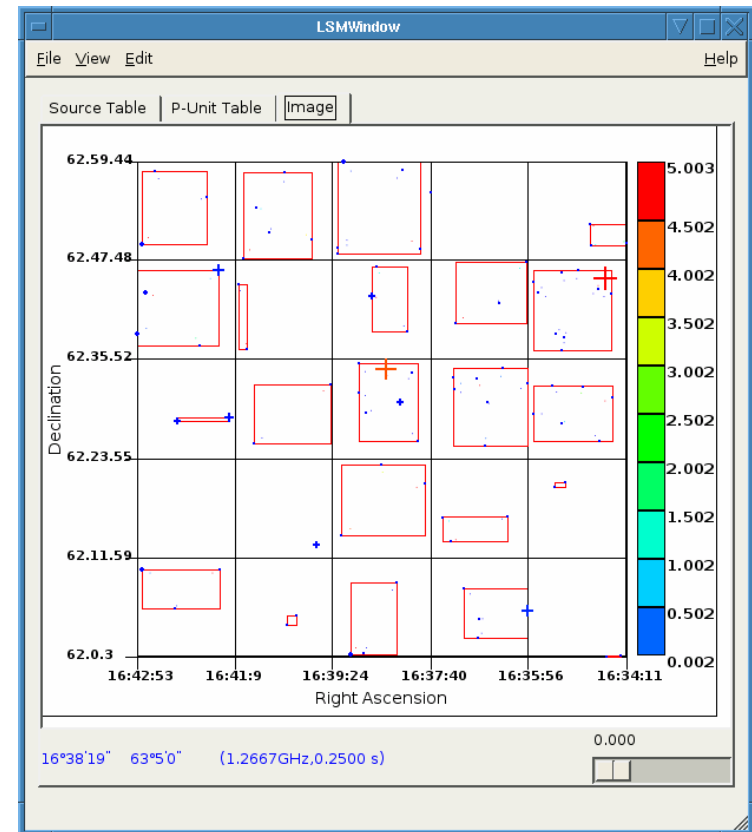 LSMWindow
File View Edit Help
Source Table P-Unit Table Image
62.59.44
62.47.48
62.35.52
62.23.55
62.11.59
62.0.3
Declination
16:42:53 16:41:9 16:39:24 16:37:40 16:35:56 16:34:11
Right Ascension
5.003
4.502
4.002
3.502
3.002
2.502
2.002
1.502
1.002
0.502
0.002
0.000
16°38'19" 63°5'0" (1.2667GHz,0.2500 s)